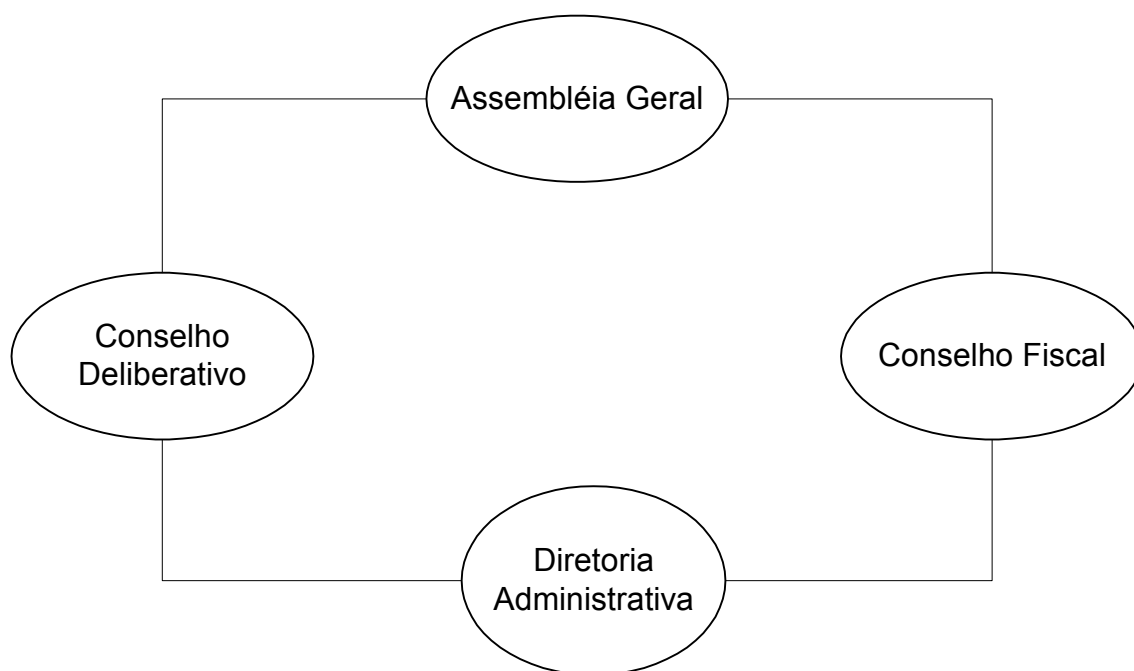 Assembléia Geral
Conselho
Deliberativo
Conselho Fiscal
Diretoria
Administrativa